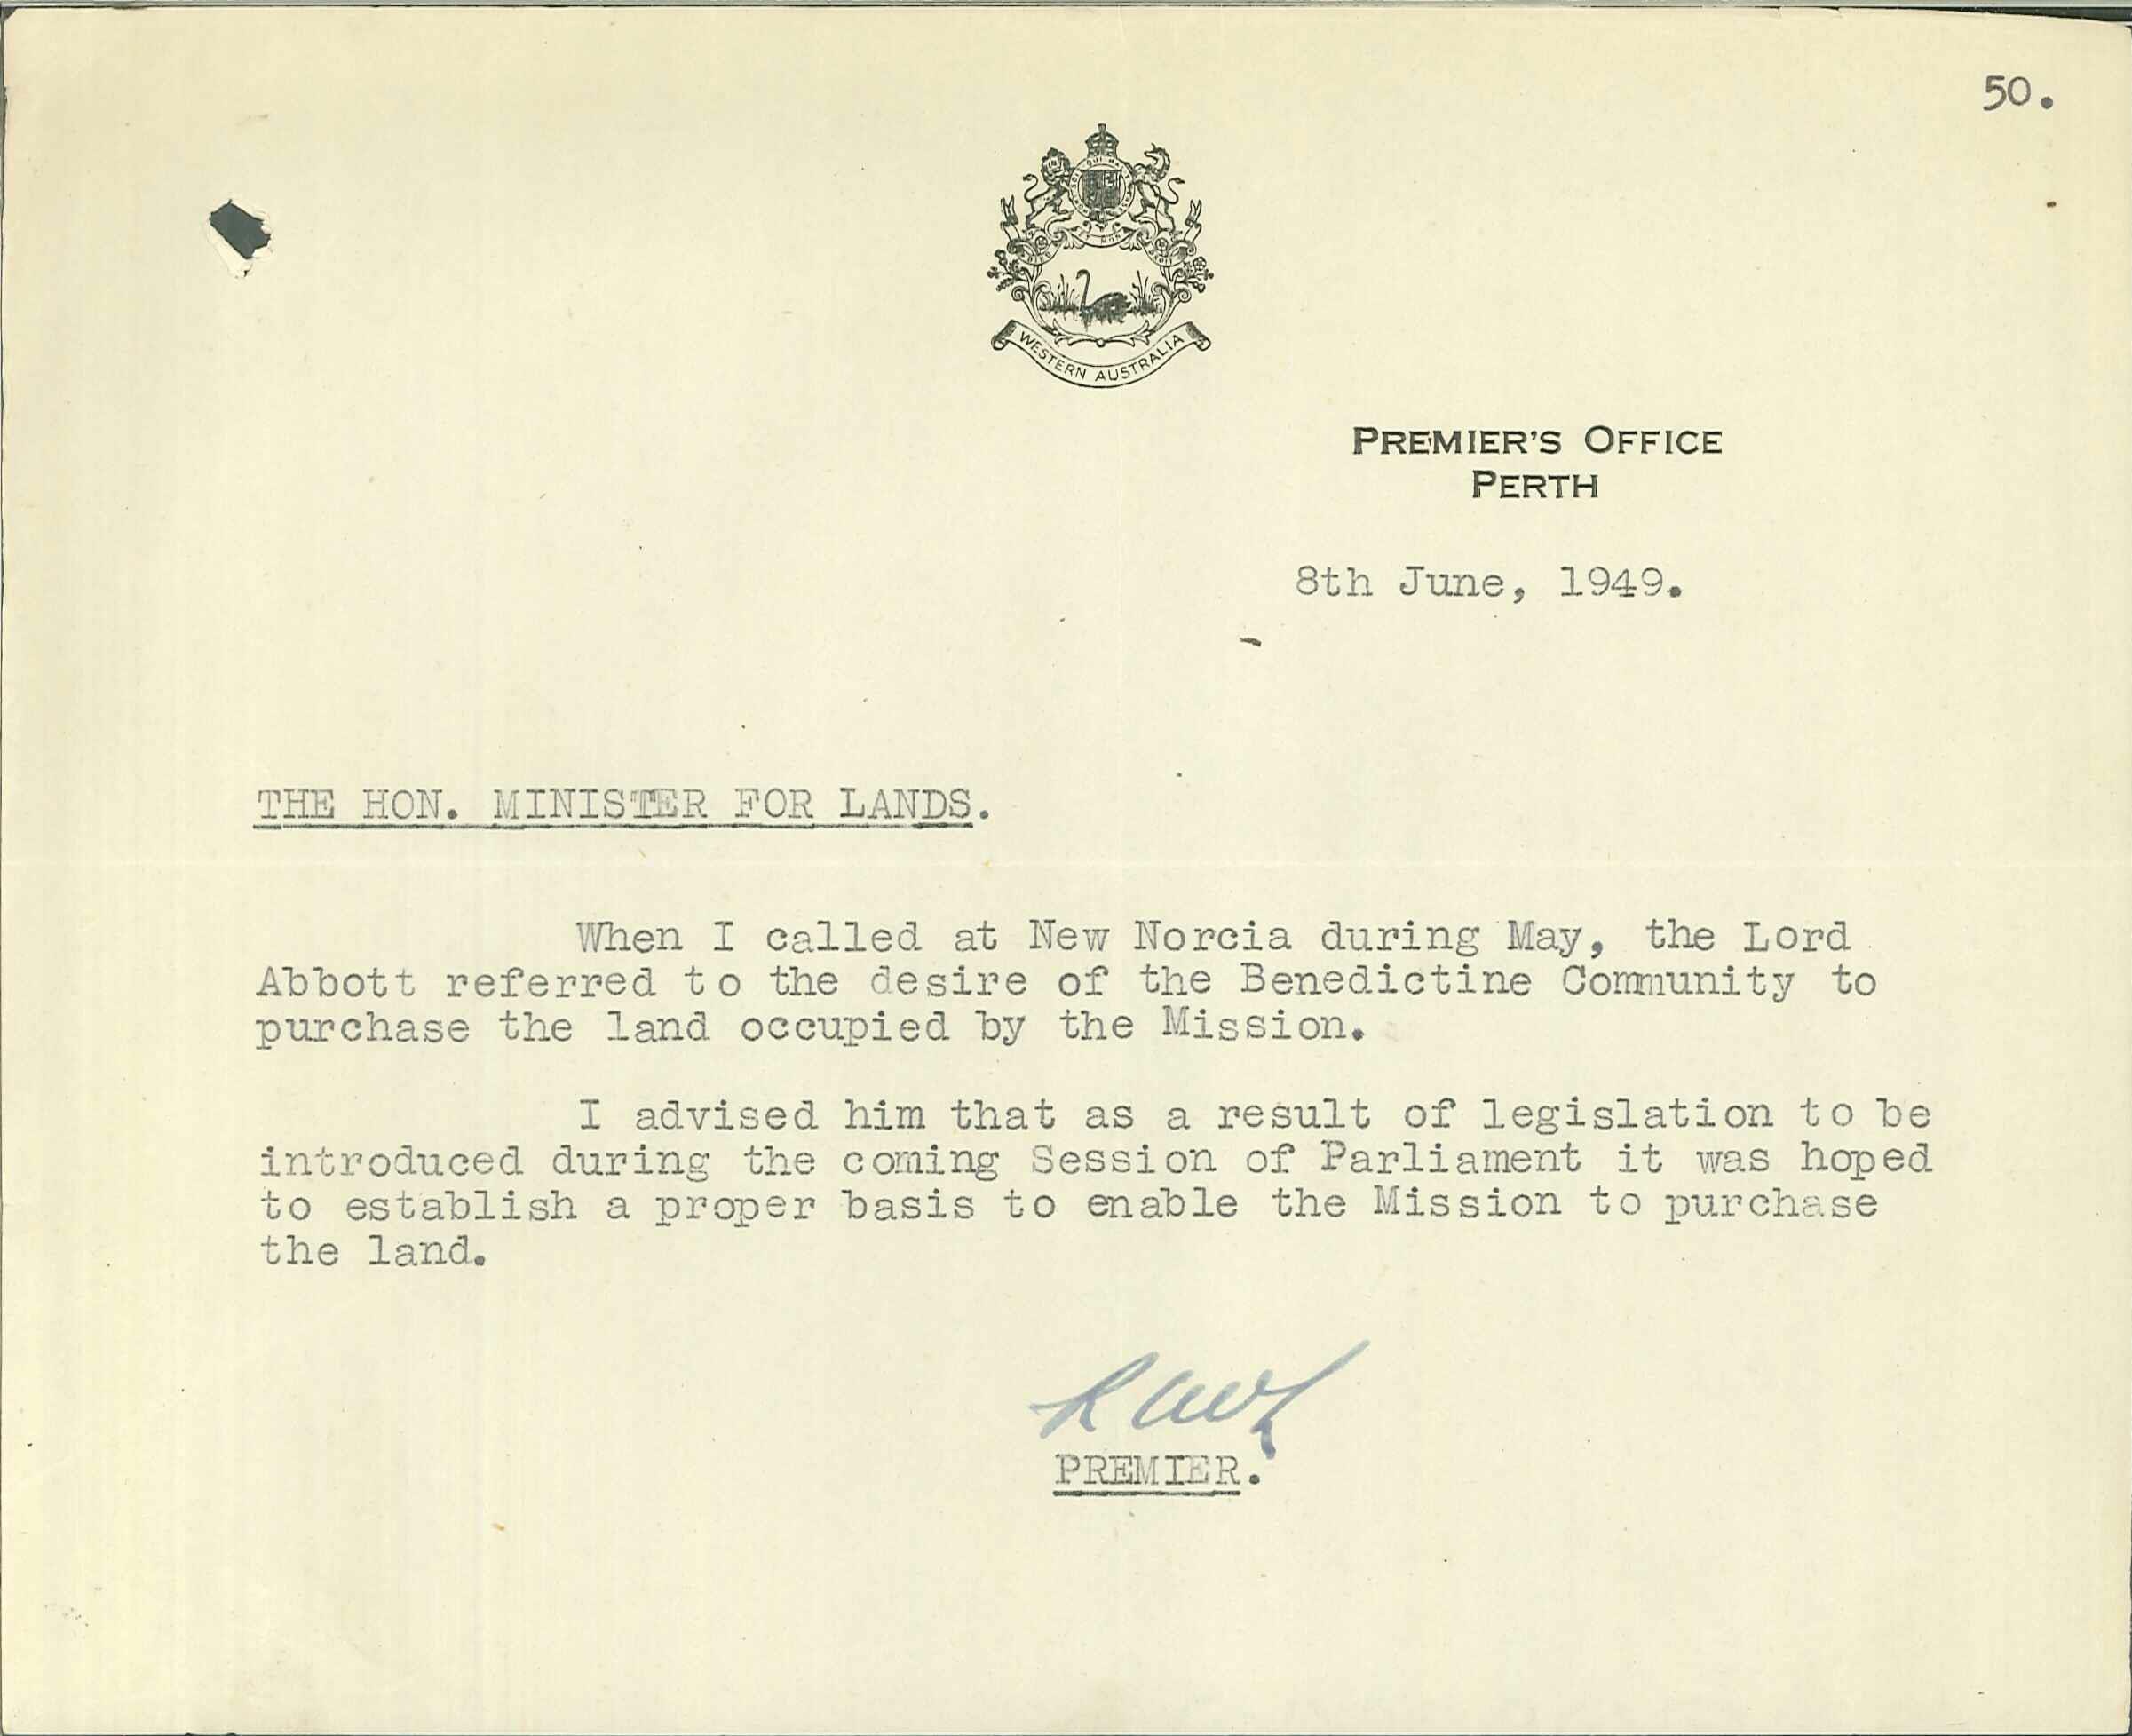 50.
WESTERN AUSTRALIA
PREMIER'S OFFICE
PERTH
8th June, 1949.
THE HON. MINISTER FOR LANDS.
When I called at New Norcia during May, the Lord
Abbott referred to the desire of the Benedictine Community to
purchase the land occupied by the Mission.
I advised him that as a result of legislation to be
introduced during the coming Session of Parliament it was hoped
to establish a proper basis to enable the Mission to purchase
the land.
PREMIER.